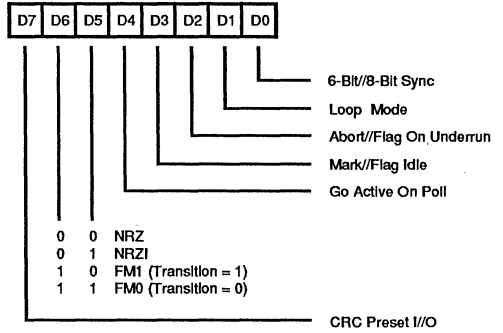 D7 D6 D5 D4 D3 D2 D1 D0
6-Bit//8-Bit Sync
Loop Mode
Abort//Flag On Underrun
Mark//Flag Idle
Go Active On Poll
0 0 NRZ
0 1 NRZI
1 0 FM1 (Transition = 1)
1 1 FM0 (Transition = 0)
CRC Preset I//O